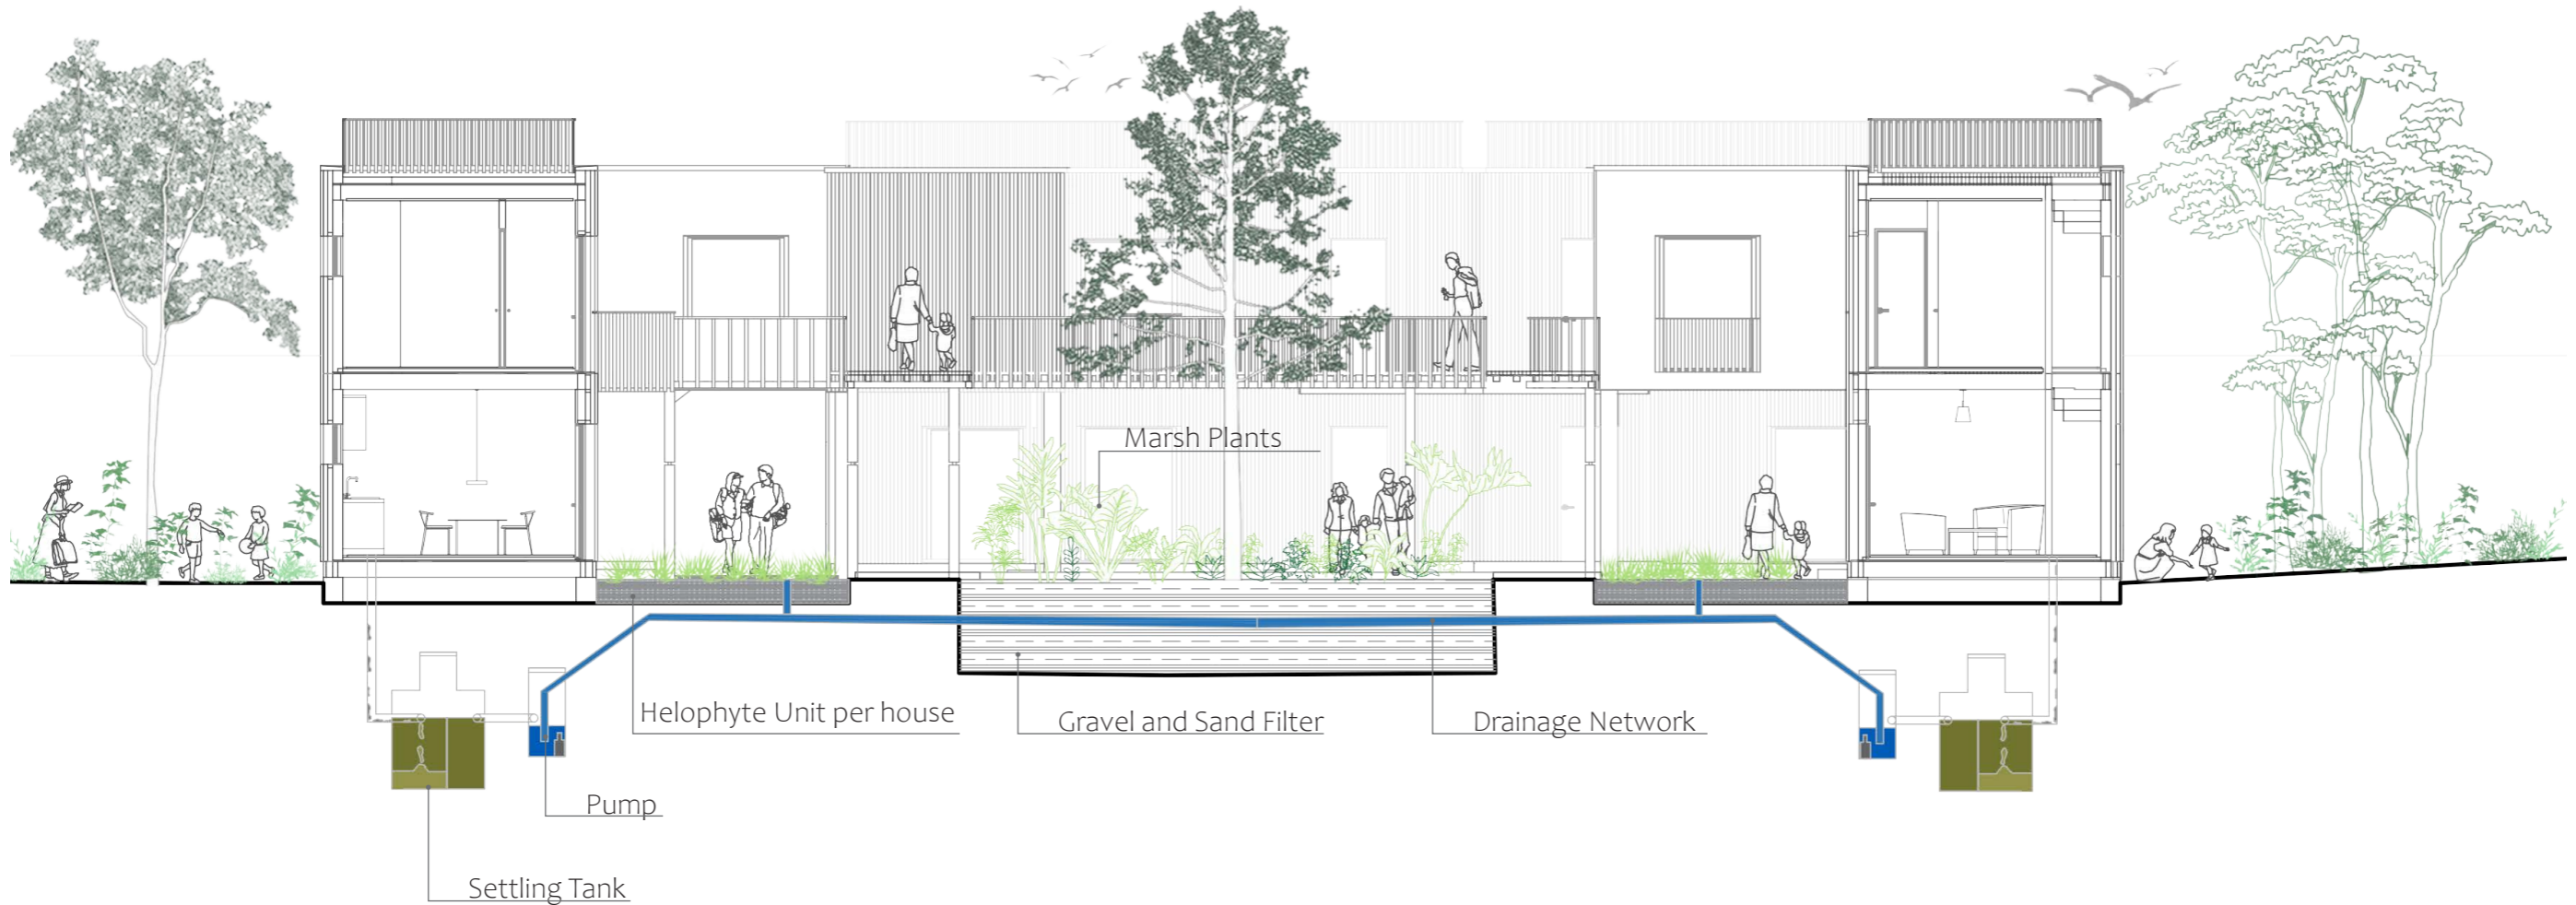 Marsh Plants
Helophyte Unit per house
Gravel and Sand Filter
Drainage Network
Pump
Settling Tank